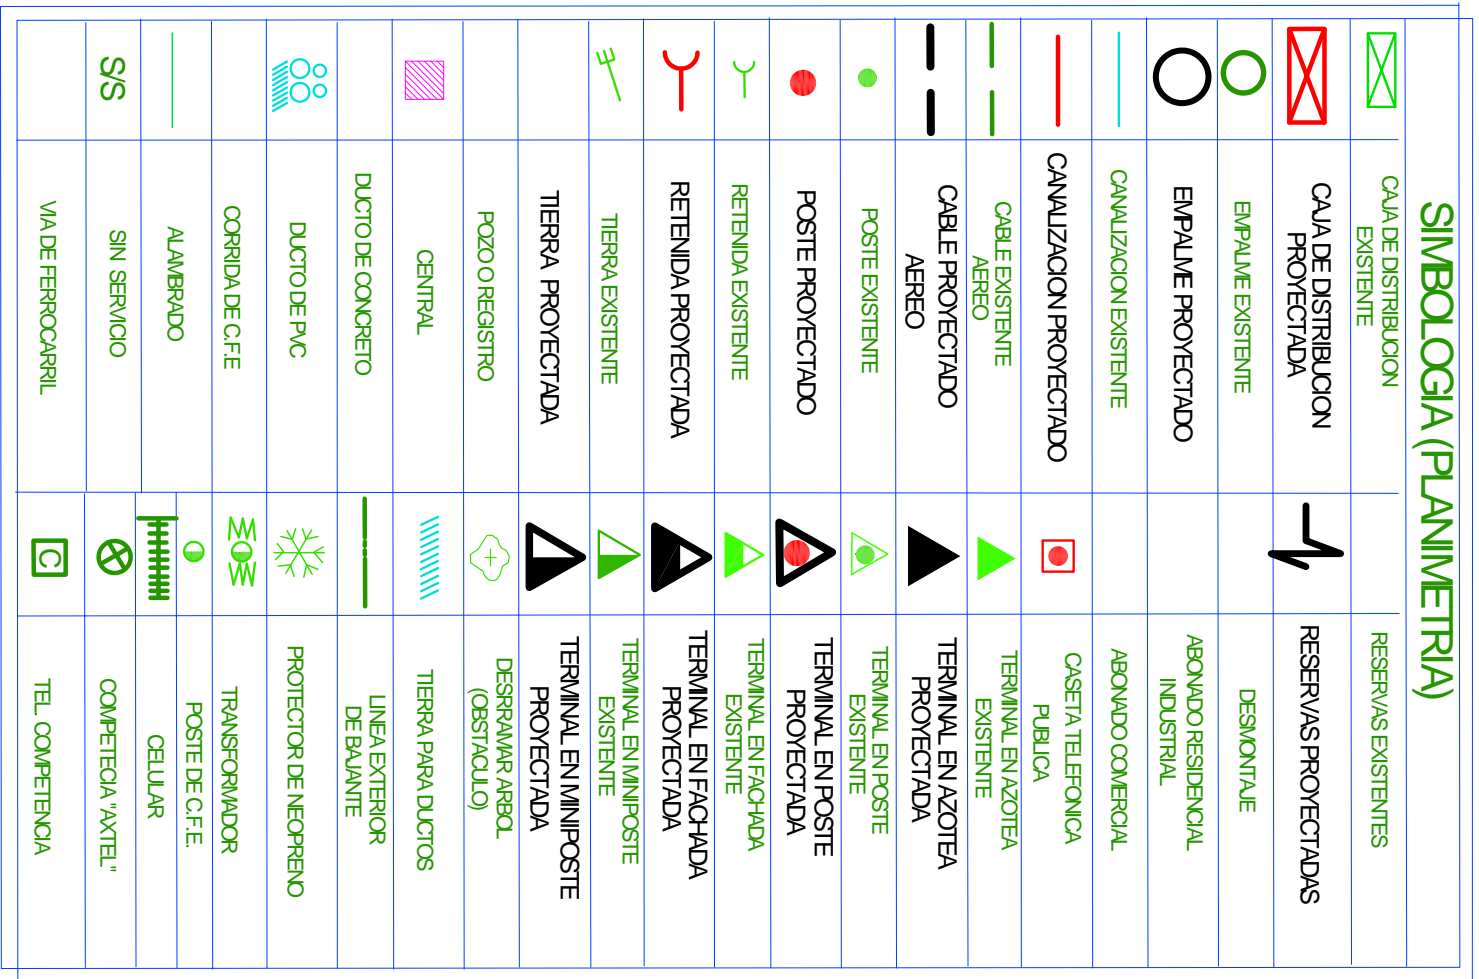 SIMBOLOGIA (PLANIMETRIA)
CAJA DE DISTRIBUCION
EXISTENTE
RESERVAS EXISTENTES
CAJA DE DISTRIBUCION
PROYECTADA
RESERVAS PROYECTADAS
EMPALME EXISTENTE
DESMONTAJE
EMPALME PROYECTADO
ABONADO RESIDENCIAL
INDUSTRIAL
CANALIZACION EXISTENTE
ABONADO COMERCIAL
CANALIZACION PROYECTADO
CASETA TELEFONICA
PUBLICA
CABLE EXISTENTE
AEREO
TERMINAL EN AZOTEA
EXISTENTE
CABLE PROYECTADO
AEREO
TERMINAL EN AZOTEA
PROYECTADA
POSTE EXISTENTE
TERMINAL EN POSTE
EXISTENTE
POSTE PROYECTADO
TERMINAL EN POSTE
PROYECTADA
RETENIDA EXISTENTE
TERMINAL EN FACHADA
EXISTENTE
RETENIDA PROYECTADA
TERMINAL EN FACHADA
PROYECTADA
TIERRA EXISTENTE
TERMINAL EN MINIPOSTE
EXISTENTE
TIERRA PROYECTADA
TERMINAL EN MINIPOSTE
PROYECTADA
POZO O REGISTRO
DESRRAMAR ARBOL
(OBSTACULO)
CENTRAL
TIERRA PARA DUCTOS
DUCTO DE CONCRETO
LINEA EXTERIOR
DE BAJANTE
DUCTO DE PVC
PROTECTOR DE NEOPRENO
CORRIDA DE C.F.E
TRANSFORMADOR
POSTE DE C.F.E.
ALAMBRADO
CELULAR
S/S
SIN SERVICIO
COMPETECIA "AXTEL"
VIA DE FERROCARRIL
C
TEL. COMPETENCIA